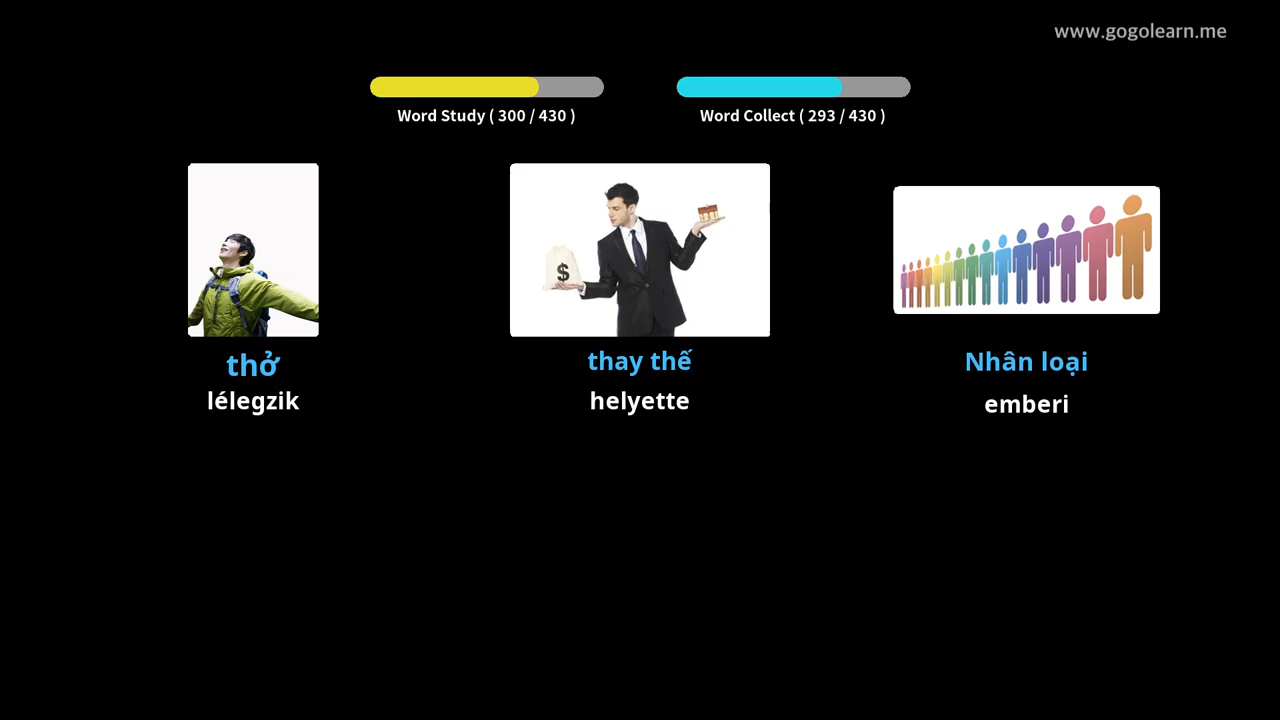 www.gogolearn.me
Word Study ( 300 / 430 )
Word Collect ( 293 / 430 )
$
thở
lélegzik
thay thế
helyette
Nhân loại
emberi